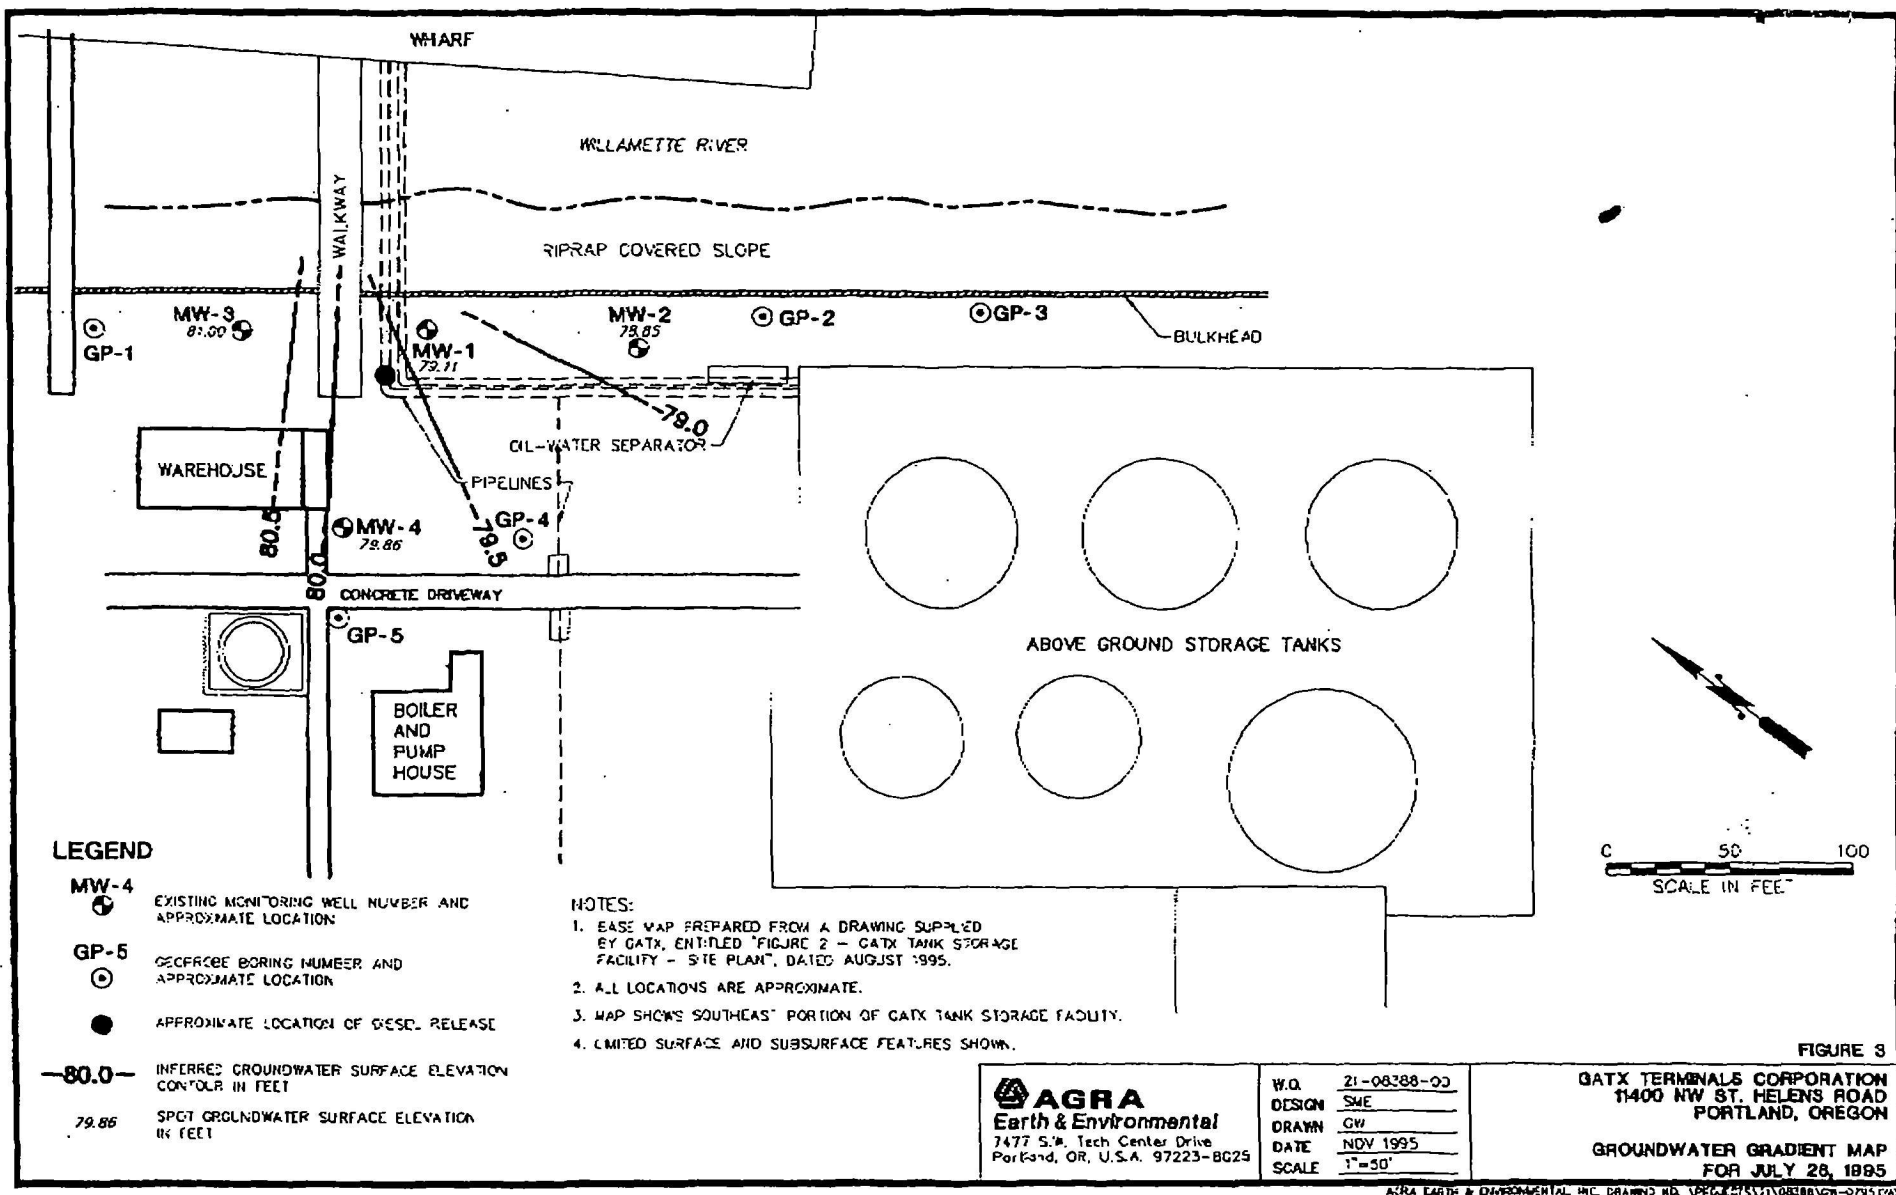 WHARF
WILLAMETTE RIVER
WALKWAY
RIPRAP COVERED SLOPE
MW-3
81.00
GP-1
MW-1
79.11
MW-2
78.85
GP-2
GP-3
BULKHEAD
79.0
OIL-WATER SEPARATOR
WAREHOUSE
PIPELINES
80.5
MW-4
79.86
GP-4
79.5
80.0
CONCRETE DRIVEWAY
GP-5
BOILER
AND
PUMP
HOUSE
ABOVE GROUND STORAGE TANKS
0 50 100
SCALE IN FEET
LEGEND
MW-4
EXISTING MONITORING WELL NUMBER AND
APPROXIMATE LOCATION
GP-5
GEOPROBE BORING NUMBER AND
APPROXIMATE LOCATION
APPROXIMATE LOCATION OF DIESEL RELEASE
80.0
INFERRED GROUNDWATER SURFACE ELEVATION
CONTOUR IN FEET
79.86
SPOT GROUNDWATER SURFACE ELEVATION
IN FEET
NOTES:
1. BASE MAP PREPARED FROM A DRAWING SUPPLIED
BY GATX, ENTITLED "FIGURE 2 - GATX TANK STORAGE
FACILITY - SITE PLAN", DATED AUGUST 1995.
2. ALL LOCATIONS ARE APPROXIMATE.
3. MAP SHOWS SOUTHEAST PORTION OF GATX TANK STORAGE FACILITY.
4. LIMITED SURFACE AND SUBSURFACE FEATURES SHOWN.
AGRA
Earth & Environmental
7477 S.W. Tech Center Drive
Portland, OR, U.S.A. 97223-8025
W.O. 21-08388-00
DESIGN SME
DRAWN GW
DATE NOV 1995
SCALE 1"=50'
FIGURE 3
GATX TERMINALS CORPORATION
11400 NW ST. HELENS ROAD
PORTLAND, OREGON
GROUNDWATER GRADIENT MAP
FOR JULY 28, 1995
AGRA EARTH & ENVIRONMENTAL INC. DRAWING NO.